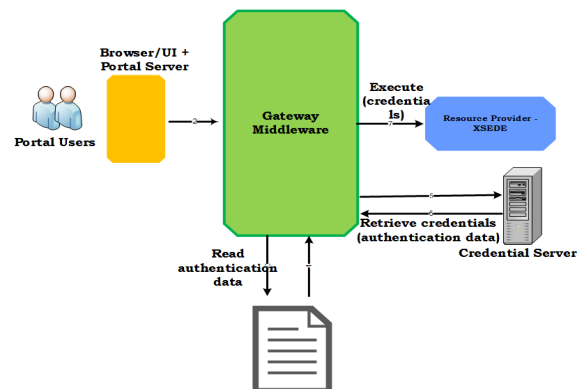 Browser/UI +
Portal Server
Portal Users
2
Gateway
Middleware
Execute
(credentia
ls)
7
Resource Provider -
XSEDE
5
6
Retrieve credentials
(authentication data)
Credential Server
Read
authentication
data